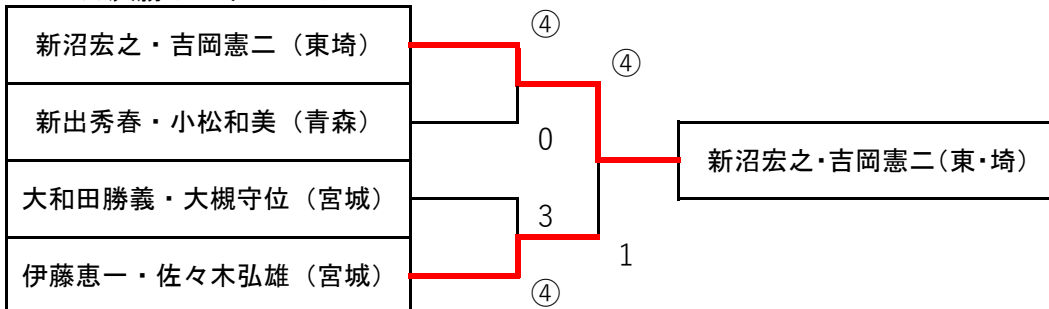 新沼宏之・吉岡憲二（東埼）
④
④
新出秀春・小松和美（青森）
0
新沼宏之・吉岡憲二（東・埼）
大和田勝義・大槻守位（宮城）
3
1
伊藤恵一・佐々木弘雄（宮城）
④